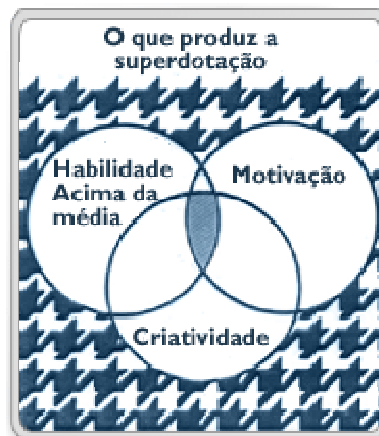 O que produz a
superdotação
Habilidade
Acima da
média
Motivação
Criatividade